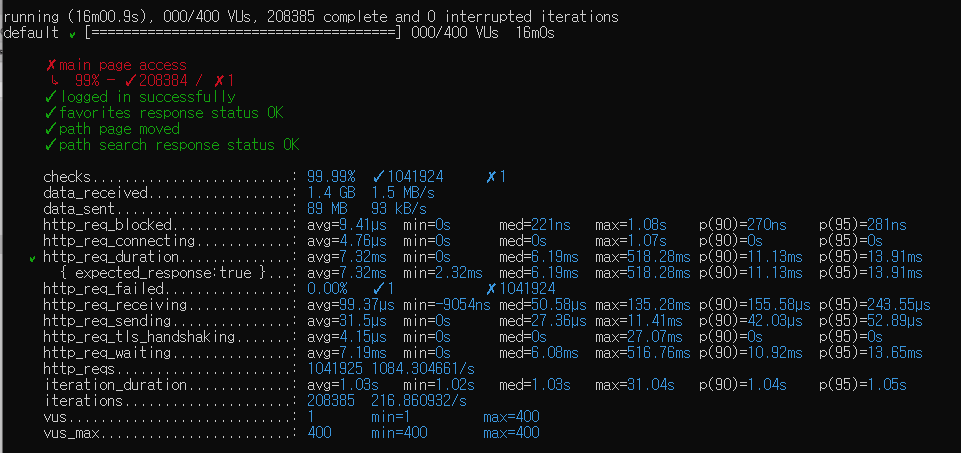 running (16m00.9s), 000/400 VUs, 208385 complete and 0 interrupted iterations
default ✓ [======================================] 000/400 VUs  16m0s

     ✗ main page access
      ↳  99% — ✓ 208384 / ✗ 1
     ✓ logged in successfully
     ✓ favorites response status OK
     ✓ path page moved
     ✓ path search response status OK

     checks.........................: 99.99%  ✓ 1041924     ✗ 1
     data_received..................: 1.4 GB  1.5 MB/s
     data_sent......................: 89 MB   93 kB/s
     http_req_blocked...............: avg=9.41µs  min=0s      med=221ns   max=1.08s    p(90)=270ns    p(95)=281ns
     http_req_connecting............: avg=4.76µs  min=0s      med=0s      max=1.07s    p(90)=0s       p(95)=0s
   ✓ http_req_duration..............: avg=7.32ms  min=0s      med=6.19ms  max=518.28ms p(90)=11.13ms  p(95)=13.91ms
       { expected_response:true }...: avg=7.32ms  min=2.32ms  med=6.19ms  max=518.28ms p(90)=11.13ms  p(95)=13.91ms
     http_req_failed................: 0.00%   ✓ 1           ✗ 1041924
     http_req_receiving.............: avg=99.37µs min=-9054ns med=50.58µs max=135.28ms p(90)=155.58µs p(95)=243.55µs
     http_req_sending...............: avg=31.5µs  min=0s      med=27.36µs max=11.41ms  p(90)=42.03µs  p(95)=52.89µs
     http_req_tls_handshaking.......: avg=4.15µs  min=0s      med=0s      max=27.07ms  p(90)=0s       p(95)=0s
     http_req_waiting...............: avg=7.19ms  min=0s      med=6.08ms  max=516.76ms p(90)=10.92ms  p(95)=13.65ms
     http_reqs......................: 1041925 1084.304661/s
     iteration_duration.............: avg=1.03s   min=1.02s   med=1.03s   max=31.04s   p(90)=1.04s    p(95)=1.05s
     iterations.....................: 208385  216.860932/s
     vus............................: 1       min=1         max=400
     vus_max........................: 400     min=400       max=400